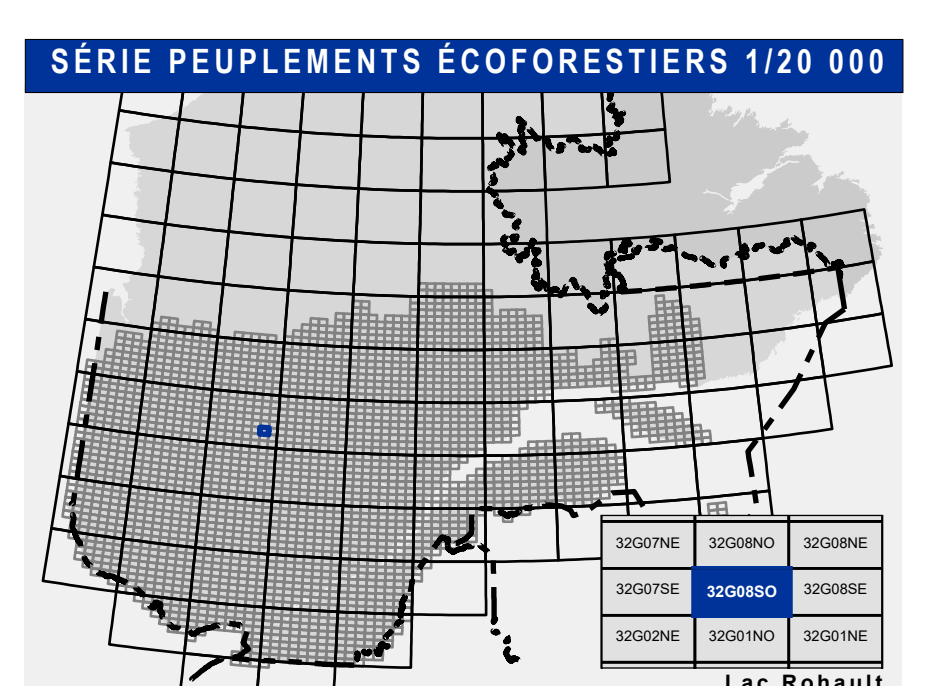 SÉRIE PEUPLEMENTS ÉCOFORESTIERS 1/20 000
32G07NE 32G08NO 32G08NE
32G07SE 32G08SO 32G08SE
32G02NE 32G01NO 32G01NE
Lac Rohault